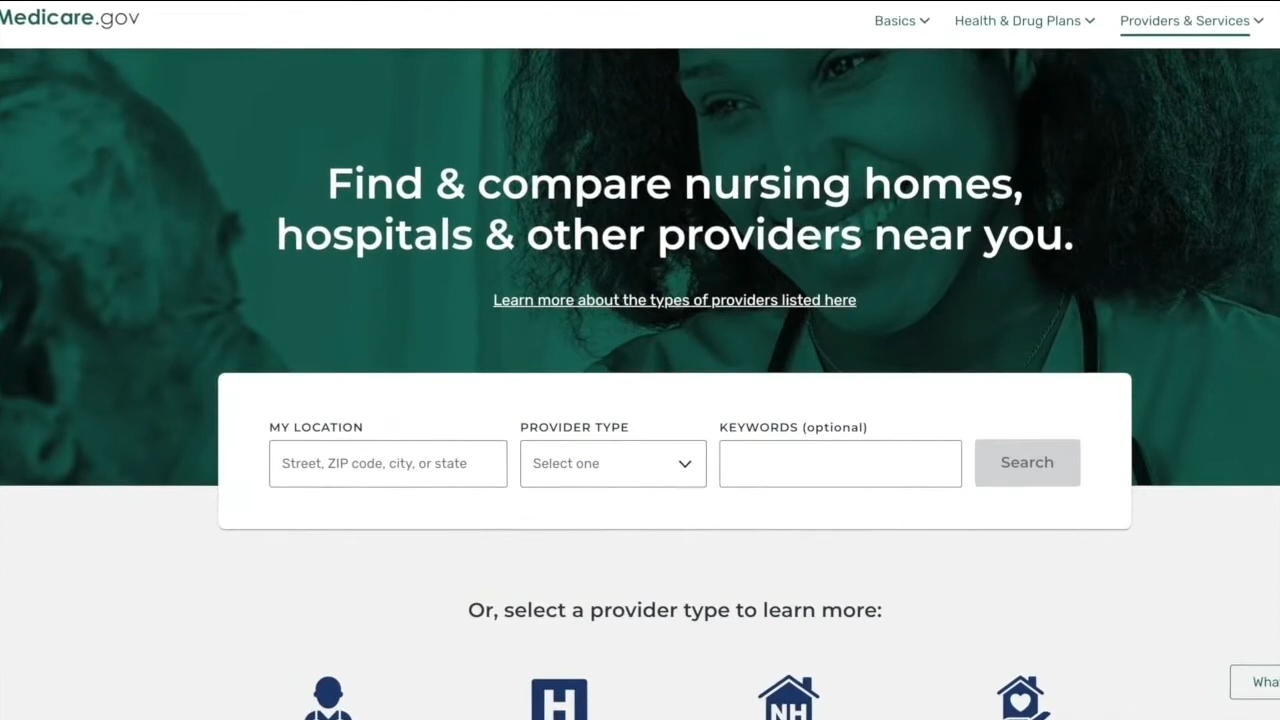 Medicare.gov
Basics
Health & Drug Plans
Providers & Services
Find & compare nursing homes,
hospitals & other providers near you.
Learn more about the types of providers listed here
MY LOCATION
PROVIDER TYPE
KEYWORDS (optional)
Street, ZIP code, city, or state
Select one
Search
Or, select a provider type to learn more:
H
NH